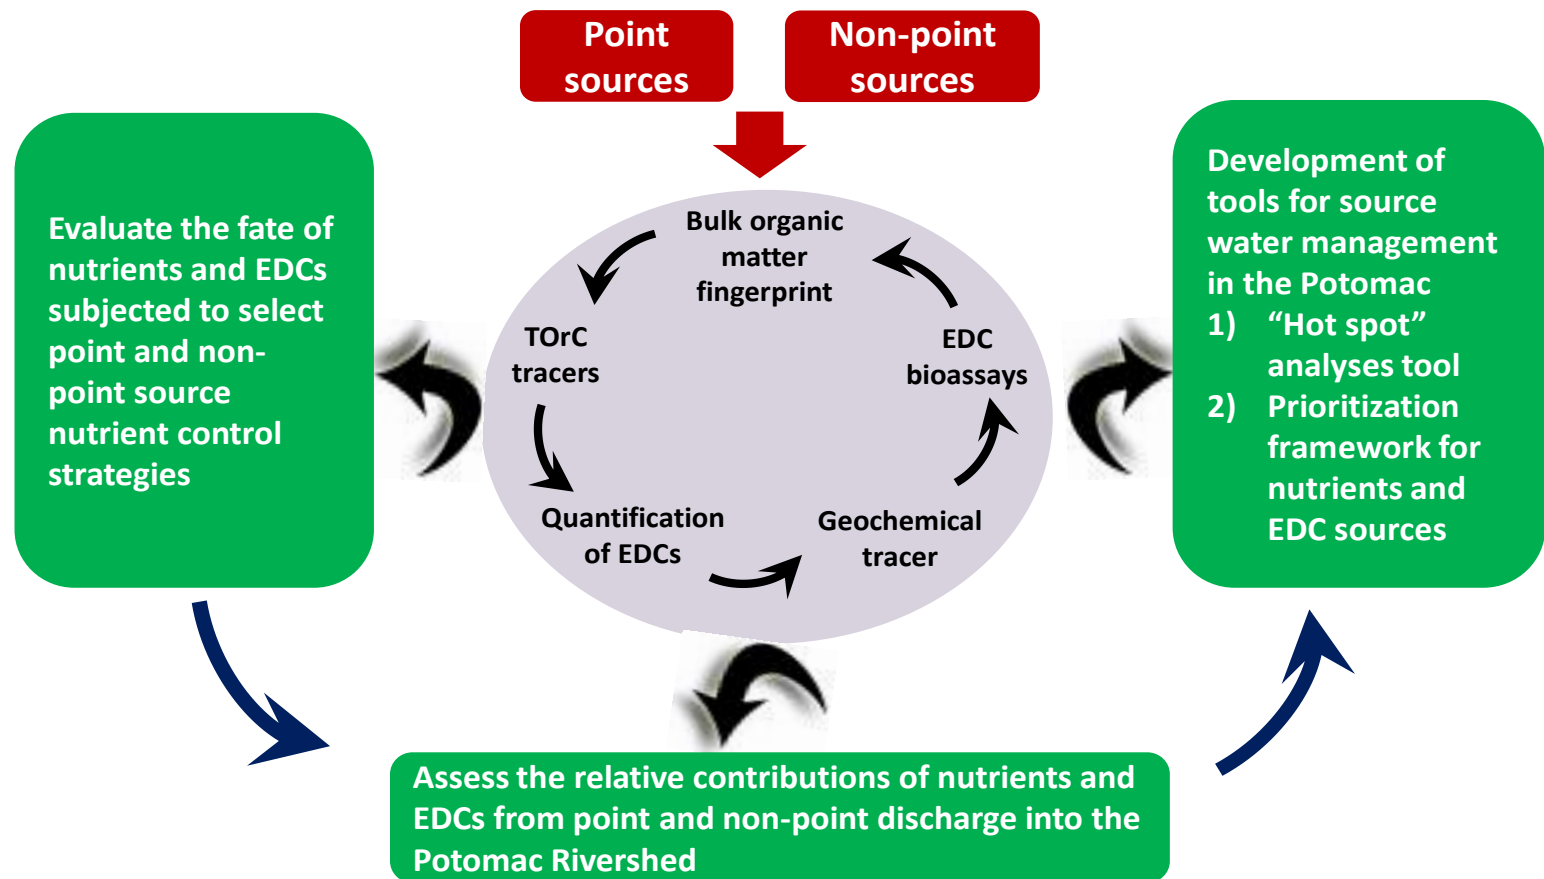 Point
sources
Non-point
sources
Evaluate the fate of
nutrients and EDCs
subjected to select
point and non-
point source
nutrient control
strategies
Bulk organic
matter
fingerprint
TOrC
tracers
Quantification
of EDCs
Geochemical
tracer
EDC
bioassays
Development of
tools for source
water management
in the Potomac
1) “Hot spot”
analyses tool
2) Prioritization
framework for
nutrients and
EDC sources
Assess the relative contributions of nutrients and
EDCs from point and non-point discharge into the
Potomac Rivershed